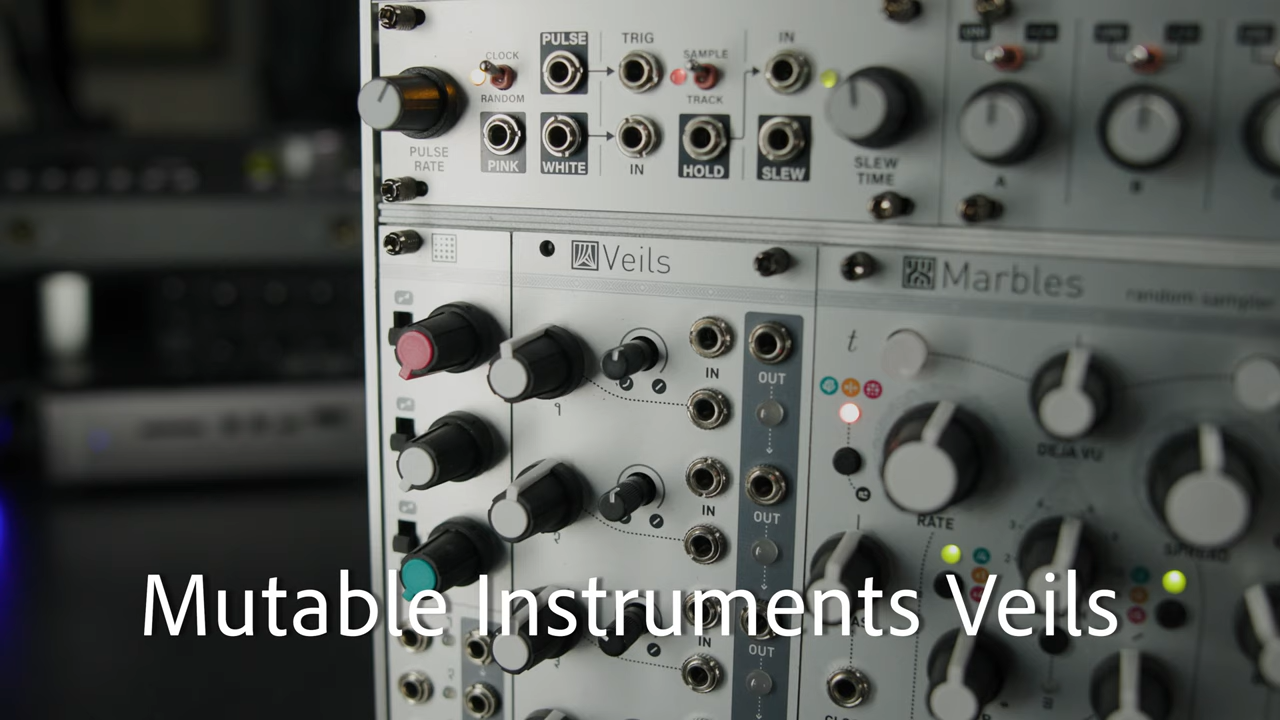 PULSE
TRIG
IN
CLOCK
SAMPLE
RANDOM
TRACK
PULSE
RATE
PINK
WHITE
IN
HOLD
SLEW
SLEW
TIME
A
B
Veils
Marbles
random sampler
t
IN
OUT
DEJA VU
IN
OUT
RATE
SPREAD
IN
OUT
Mutable Instruments Veils